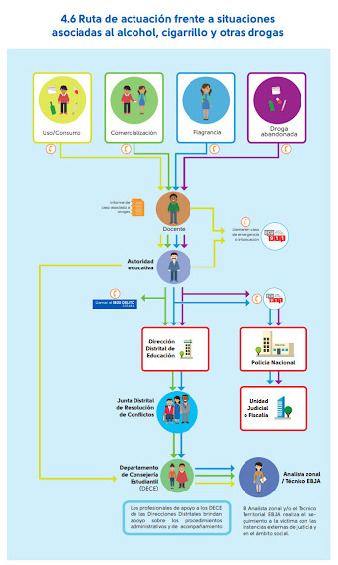 4.6 Ruta de actuación frente a situaciones
asociadas al alcohol, cigarrillo y otras drogas
Uso/Consumo
Comercialización
Flagrancia
Droga
abandonada
Informe de
caso asociado a
drogas
Docente
Llamar en caso
de emergencia
o intoxicación
Autoridad
educativa
Llamar al 1800 DELITO
Dirección
Distrital de
Educación
Policía Nacional
Junta Distrital
de Resolución
de Conflictos
Unidad
Judicial
o Fiscalía
Departamento
de Consejería
Estudiantil
(DECE)
Analista zonal
/ Técnico EBJA
Los profesionales de apoyo a los DECE
de las Direcciones Distritales brindan
apoyo sobre los procedimientos
administrativos y de acompañamiento
El Analista zonal y/o el Técnico
Territorial EBJA realiza el se-
guimiento a la víctima con las
instancias externas de justicia y
en el ámbito social.